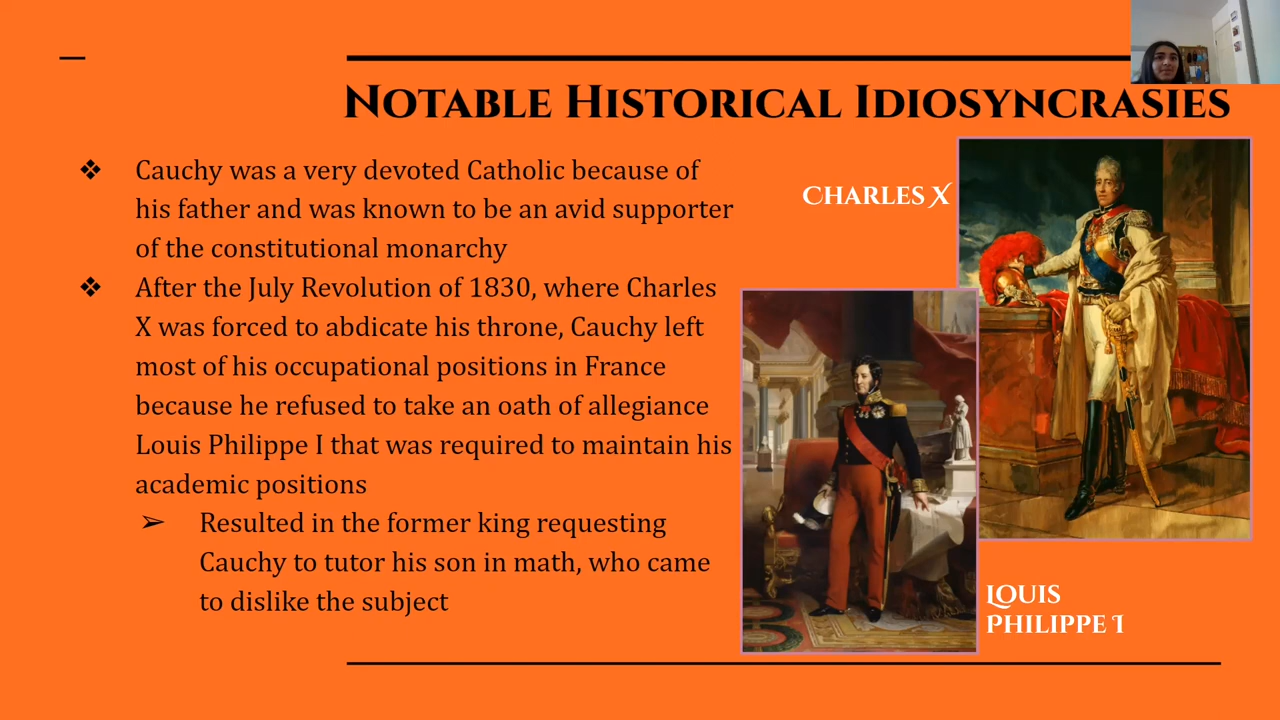 Notable Historical Idiosyncrasies
❖ Cauchy was a very devoted Catholic because of
his father and was known to be an avid supporter
of the constitutional monarchy
❖ After the July Revolution of 1830, where Charles
X was forced to abdicate his throne, Cauchy left
most of his occupational positions in France
because he refused to take an oath of allegiance
Louis Philippe I that was required to maintain his
academic positions
➢ Resulted in the former king requesting
Cauchy to tutor his son in math, who came
to dislike the subject
Charles X
Louis
Philippe I